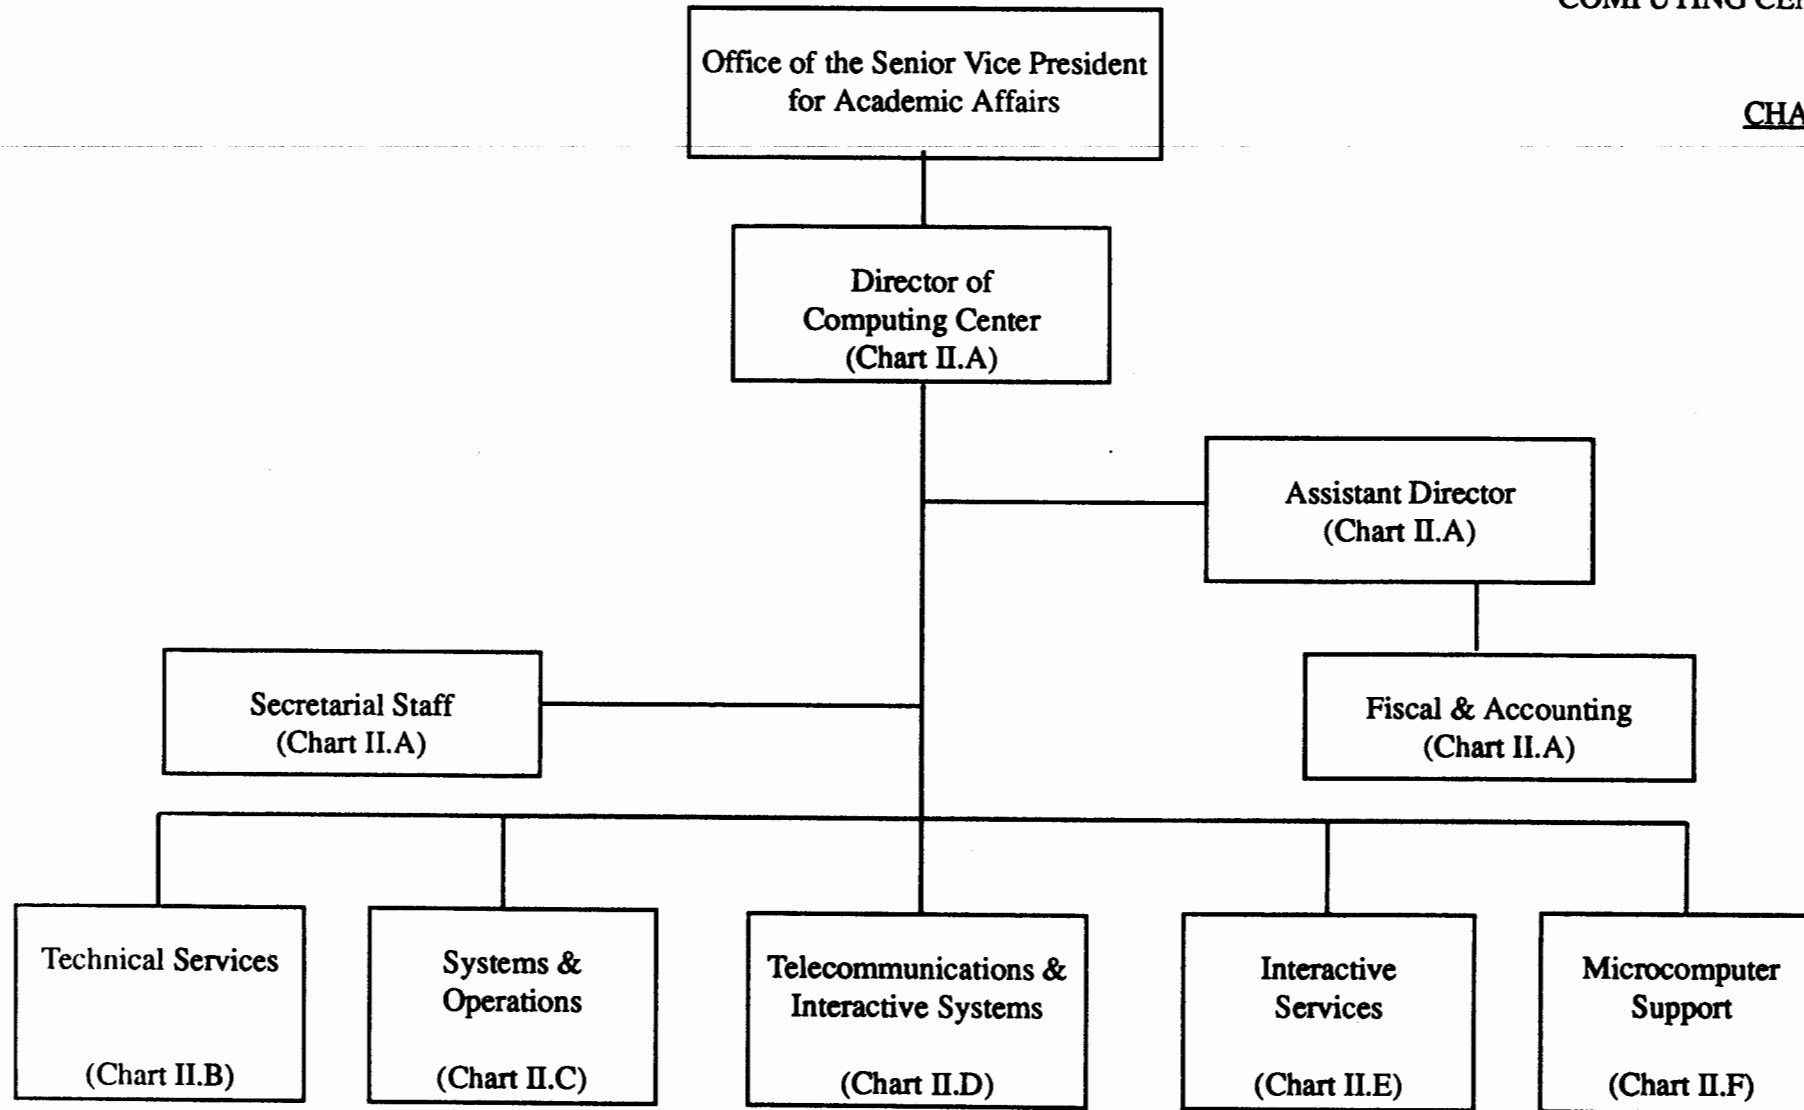 COMPUTING
Office of the Senior Vice President
for Academic Affairs
Director of
Computing Center
(Chart II.A)
Assistant Director
(Chart II.A)
Secretarial Staff
(Chart II.A)
Fiscal & Accounting
(Chart II.A)
Technical Services
(Chart II.B)
Systems &
Operations
(Chart II.C)
Telecommunications &
Interactive Systems
(Chart II.D)
Interactive
Services
(Chart II.E)
Microcomputer
Support
(Chart II.F)